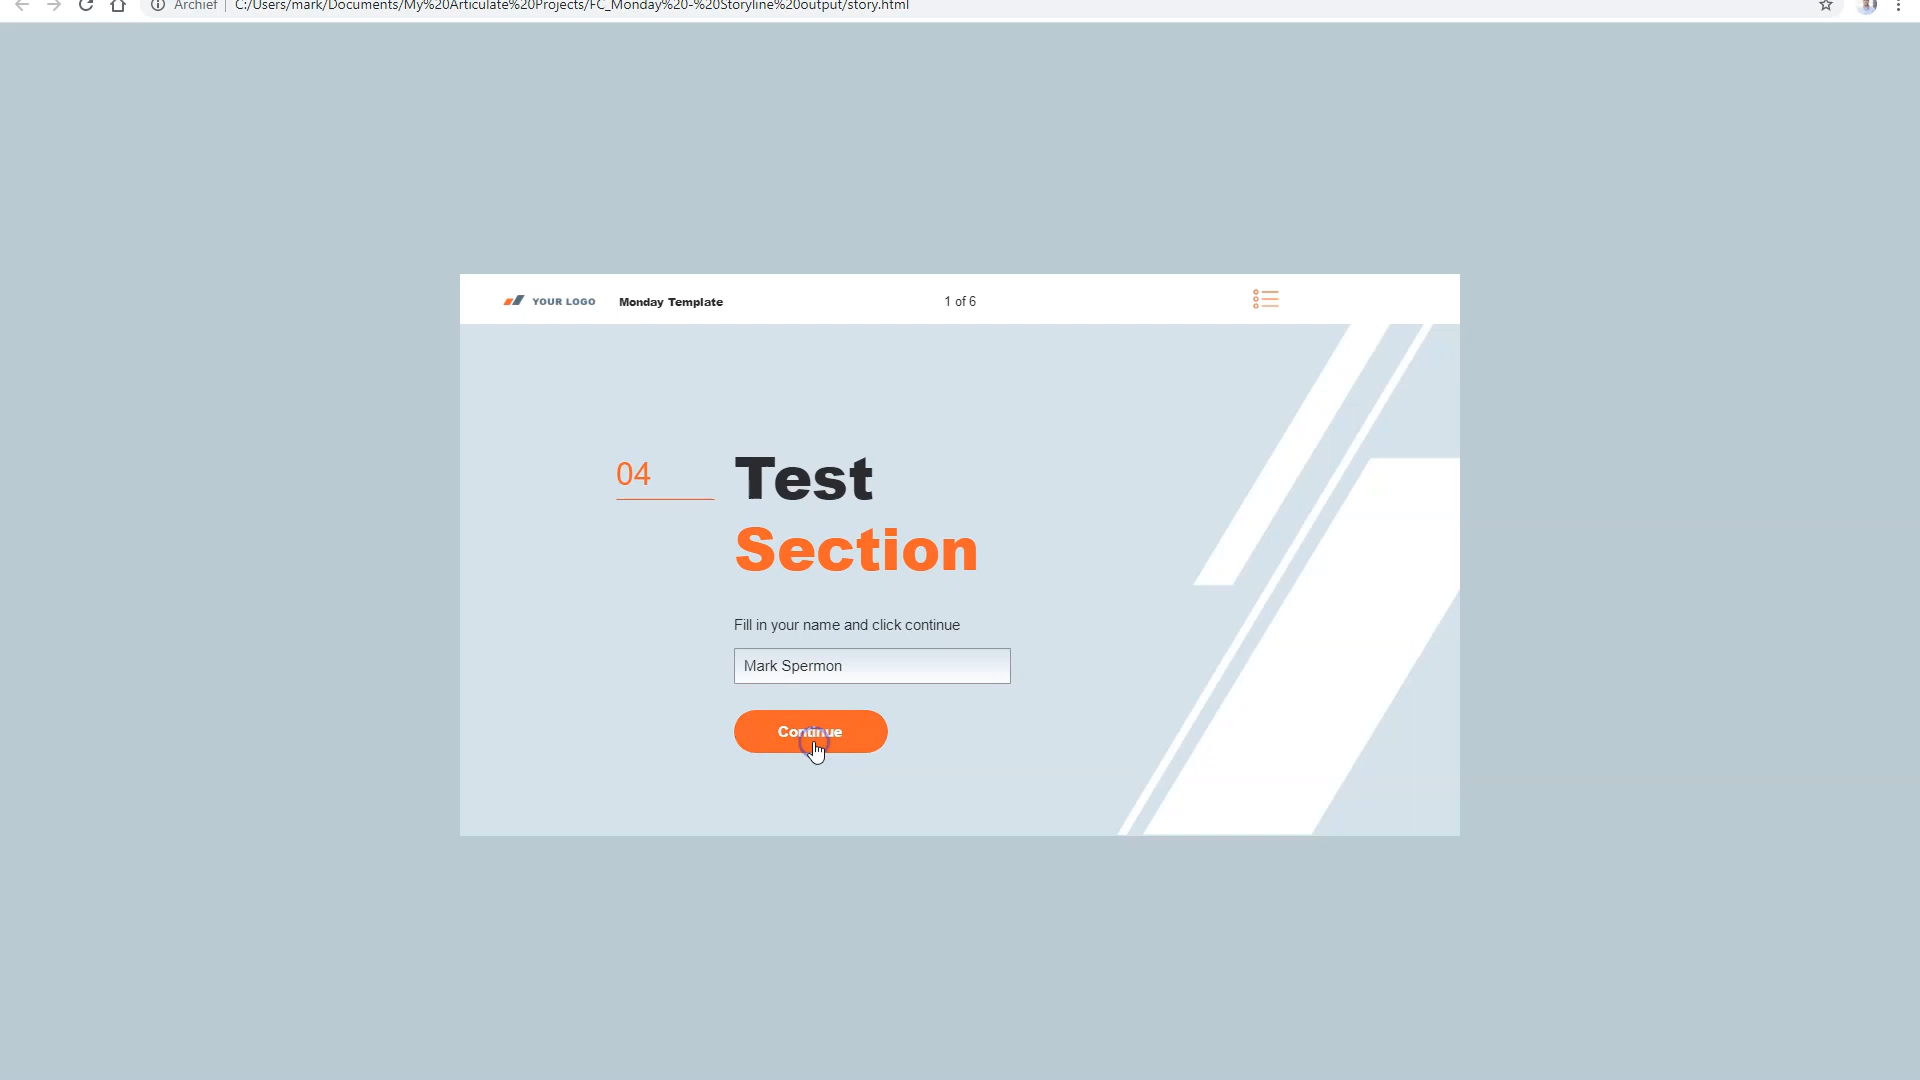 Archief
C:/Users/mark/Documents/My%20Articulate%20Projects/FC_Monday%20-%20Storyline%20output/story.html
YOUR LOGO
Monday Template
1 of 6
04
Test
Section
Fill in your name and click continue
Mark Spermon
Continue